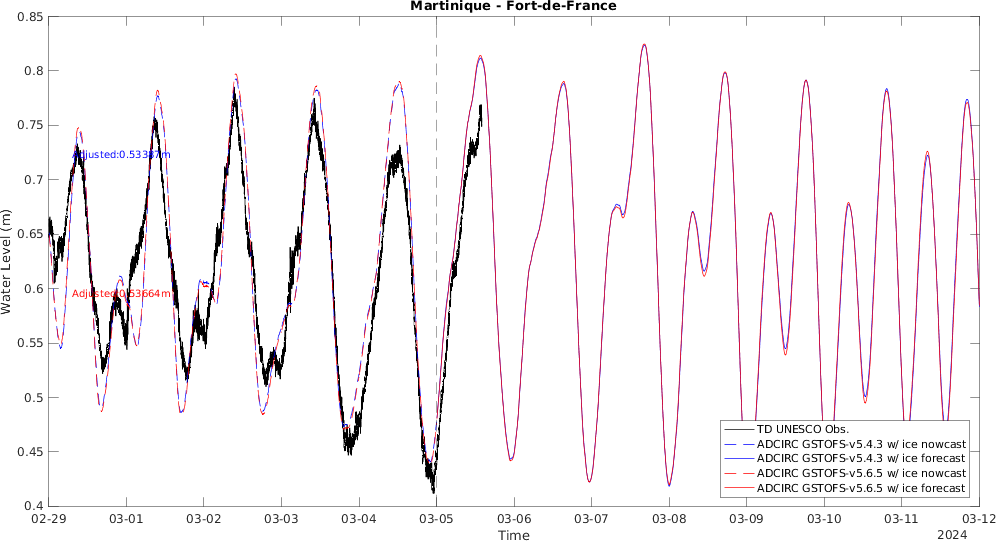 Martinique - Fort-de-France
0.85
0.8
0.75
0.7
0.65
0.6
0.55
0.5
0.45
0.4
Water Level (m)
Adjusted:0.53387m
Adjusted:0.53664m
TD UNESCO Obs.
ADCIRC GSTOFS-v5.4.3 w/ ice nowcast
ADCIRC GSTOFS-v5.4.3 w/ ice forecast
ADCIRC GSTOFS-v5.6.5 w/ ice nowcast
ADCIRC GSTOFS-v5.6.5 w/ ice forecast
02-29 03-01 03-02 03-03 03-04 03-05 03-06 03-07 03-08 03-09 03-10 03-11 03-12
Time
2024